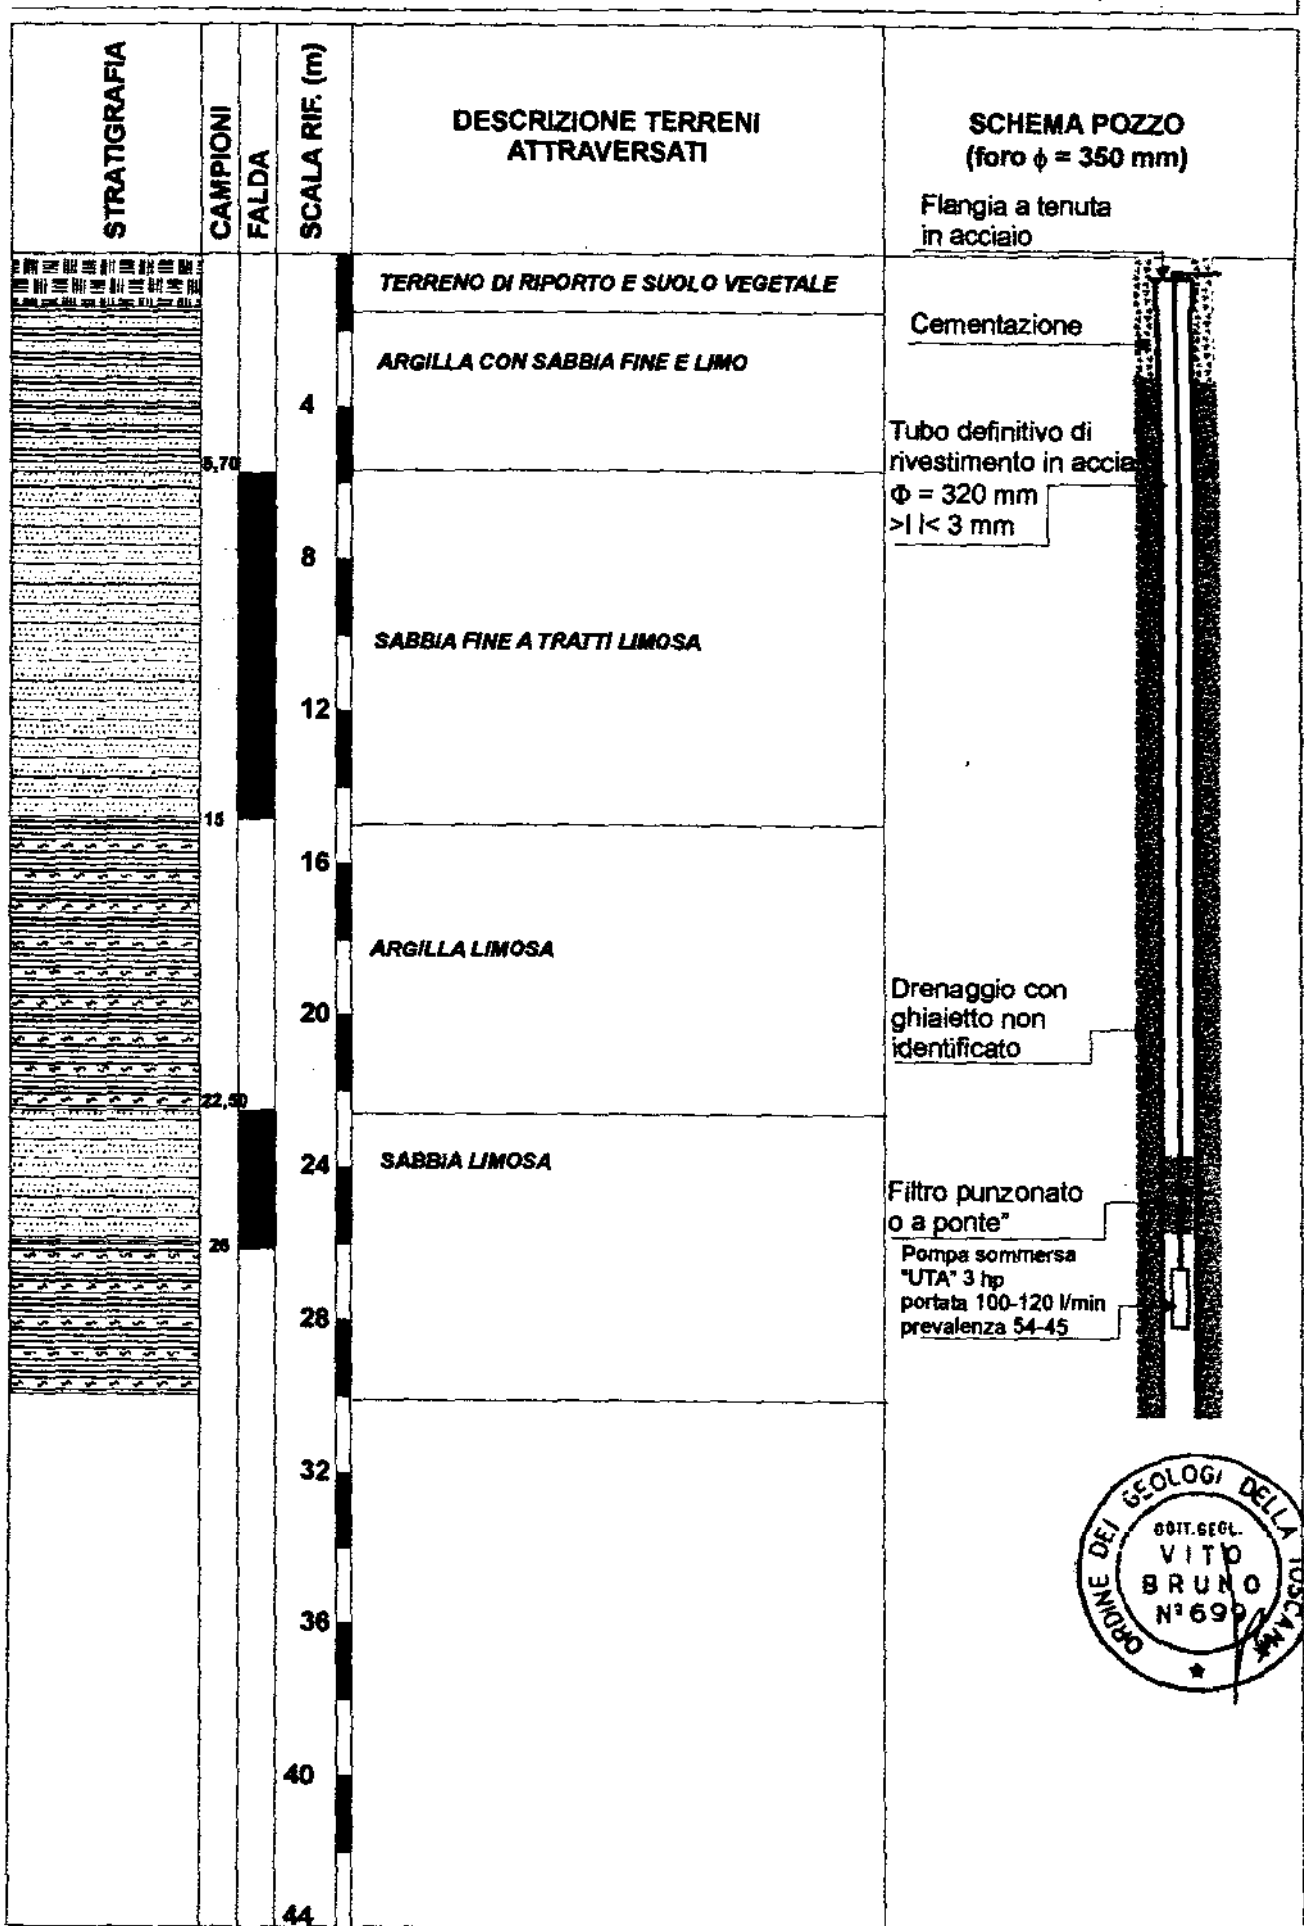 STRATIGRAFIA
CAMPIONI
FALDA
SCALA RIF. (m)
DESCRIZIONE TERRENI
ATTRAVERSATI
SCHEMA POZZO
(foro ϕ = 350 mm)
Flangia a tenuta
in acciaio
TERRENO DI RIPORTO E SUOLO VEGETALE
Cementazione
ARGILLA CON SABBIA FINE E LIMO
4
Tubo definitivo di
rivestimento in accia
Φ = 320 mm
>I I< 3 mm
5,70
8
SABBIA FINE A TRATTI LIMOSA
12
15
16
ARGILLA LIMOSA
Drenaggio con
ghiaietto non
identificato
20
22,50
24
SABBIA LIMOSA
Filtro punzonato
o a ponte"
26
Pompa sommersa
"UTA" 3 hp
portata 100-120 l/min
prevalenza 54-45
28
32
36
40
44
ORDINE DEI GEOLOGI DELLA TOSCANA
DOTT. GEOL.
VITO
BRUNO
N° 699